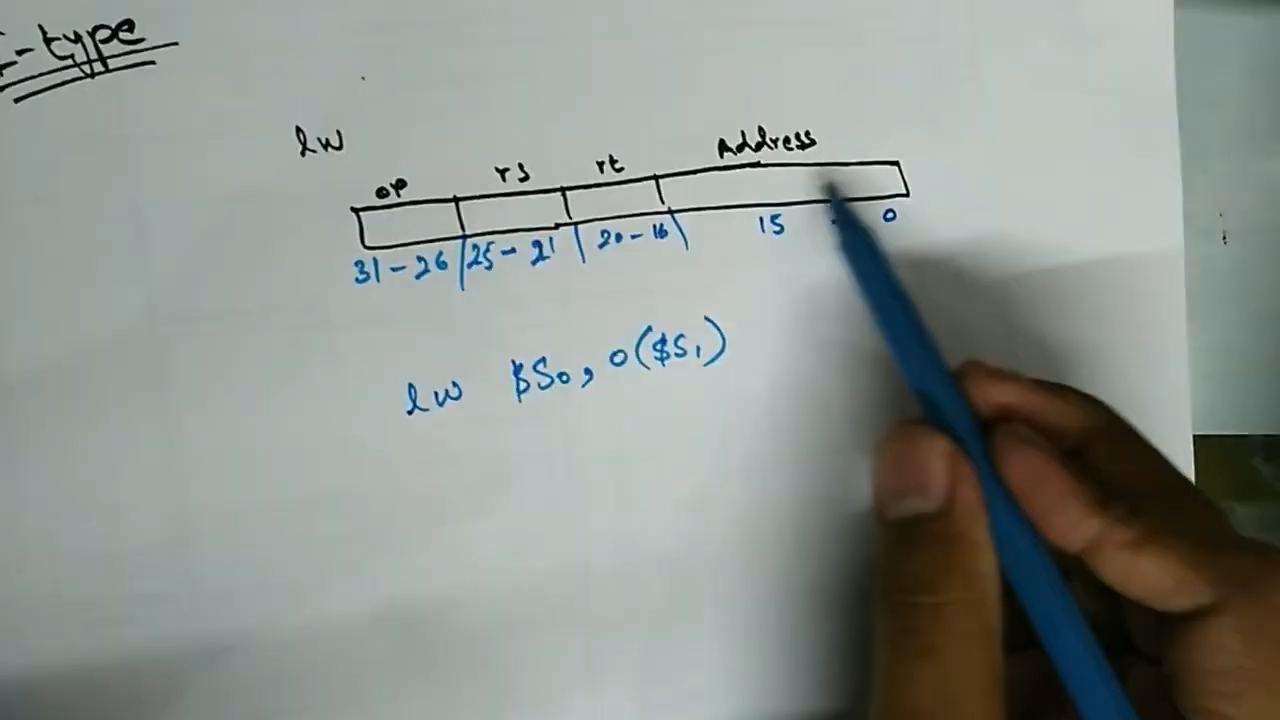 I-type
lw
op rs rt Address
31-26 | 25-21 | 20-16 \ 15 - 0
lw $S0, 0($S1)